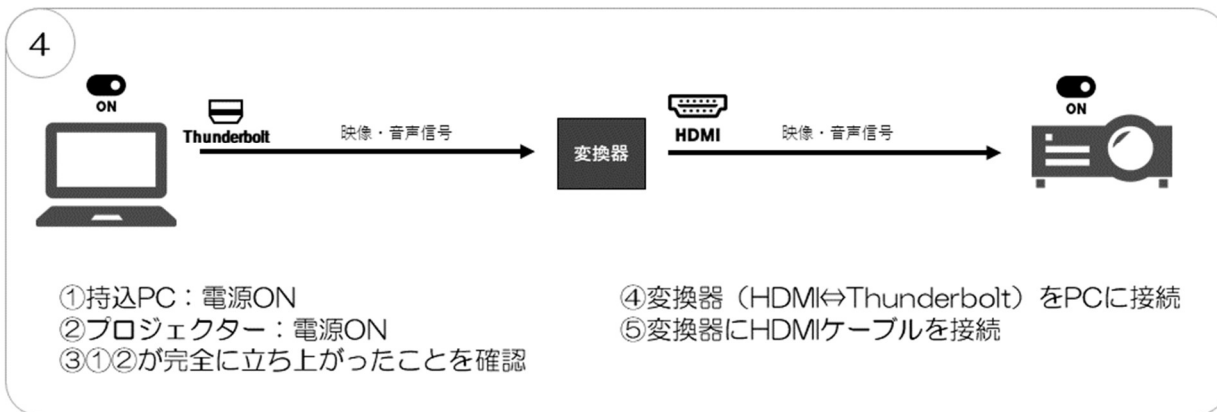 4
ON
Thunderbolt
映像・音声信号
変換器
HDMI
映像・音声信号
ON
①持込PC：電源ON
②プロジェクター：電源ON
③①②が完全に立ち上がったことを確認
④変換器（HDMI⇔Thunderbolt）をPCに接続
⑤変換器にHDMIケーブルを接続